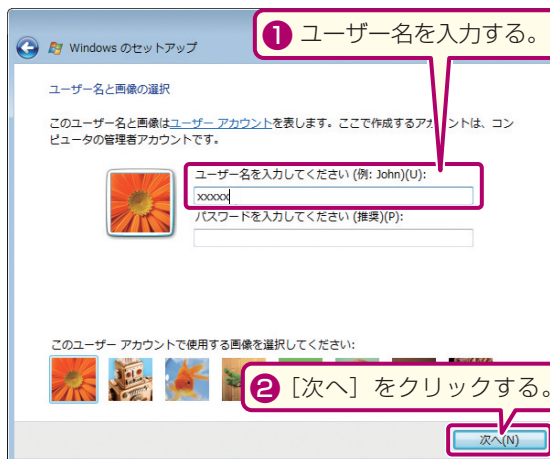 ❶ ユーザー名を入力する。
Windows のセットアップ
ユーザー名と画像の選択
このユーザー名と画像はユーザー アカウントを表します。ここで作成するアカウントは、コン
ピュータの管理者アカウントです。
ユーザー名を入力してください (例: John)(U):
xxxxx
パスワードを入力してください (推奨)(P):
このユーザー アカウントで使用する画像を選択してください:
❷ [次へ] をクリックする。
次へ(N)